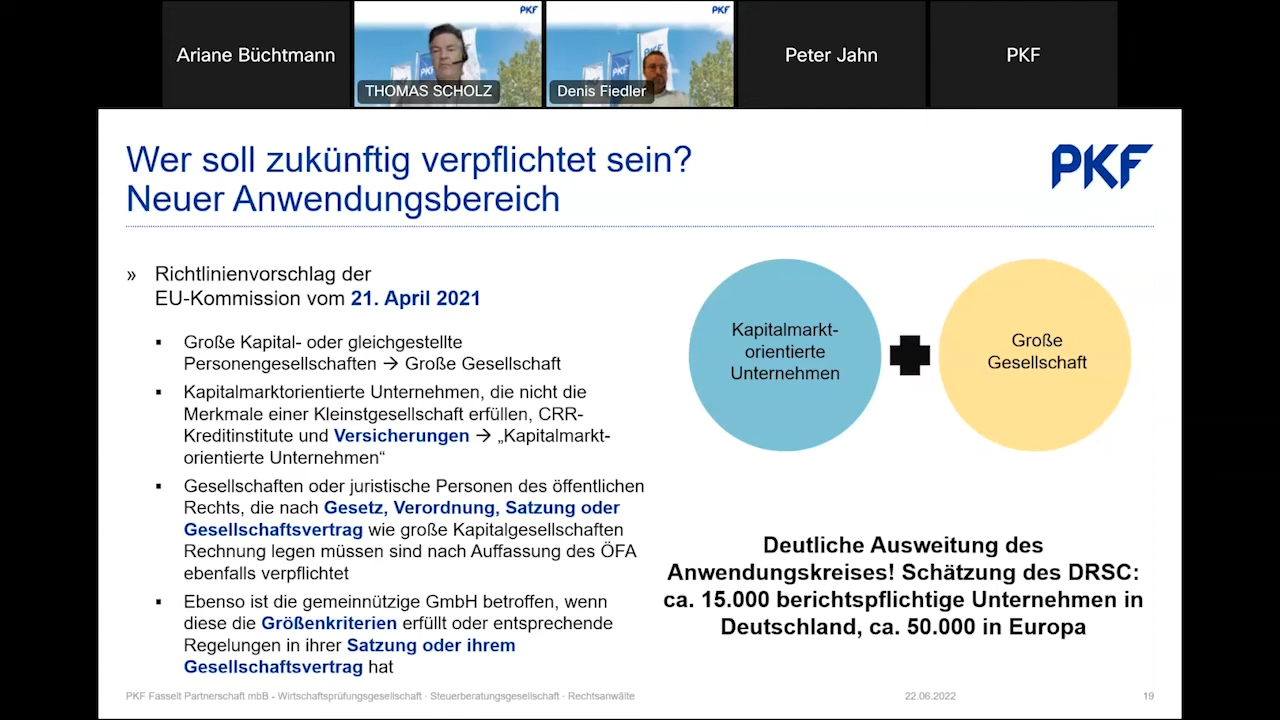 Ariane Büchtmann
PKF
PKF
THOMAS SCHOLZ
PKF
PKF
PKF
Denis Fiedler
Peter Jahn
PKF
Wer soll zukünftig verpflichtet sein?
Neuer Anwendungsbereich
PKF
» Richtlinienvorschlag der
EU-Kommission vom 21. April 2021
▪ Große Kapital- oder gleichgestellte
Personengesellschaften → Große Gesellschaft
▪ Kapitalmarktorientierte Unternehmen, die nicht die
Merkmale einer Kleinstgesellschaft erfüllen, CRR-
Kreditinstitute und Versicherungen → „Kapitalmarkt-
orientierte Unternehmen“
▪ Gesellschaften oder juristische Personen des öffentlichen
Rechts, die nach Gesetz, Verordnung, Satzung oder
Gesellschaftsvertrag wie große Kapitalgesellschaften
Rechnung legen müssen sind nach Auffassung des ÖFA
ebenfalls verpflichtet
▪ Ebenso ist die gemeinnützige GmbH betroffen, wenn
diese die Größenkriterien erfüllt oder entsprechende
Regelungen in ihrer Satzung oder ihrem
Gesellschaftsvertrag hat
Kapitalmarkt-
orientierte
Unternehmen
Große
Gesellschaft
Deutliche Ausweitung des
Anwendungskreises! Schätzung des DRSC:
ca. 15.000 berichtspflichtige Unternehmen in
Deutschland, ca. 50.000 in Europa
PKF Fasselt Partnerschaft mbB - Wirtschaftsprüfungsgesellschaft · Steuerberatungsgesellschaft · Rechtsanwälte
22.06.2022
19